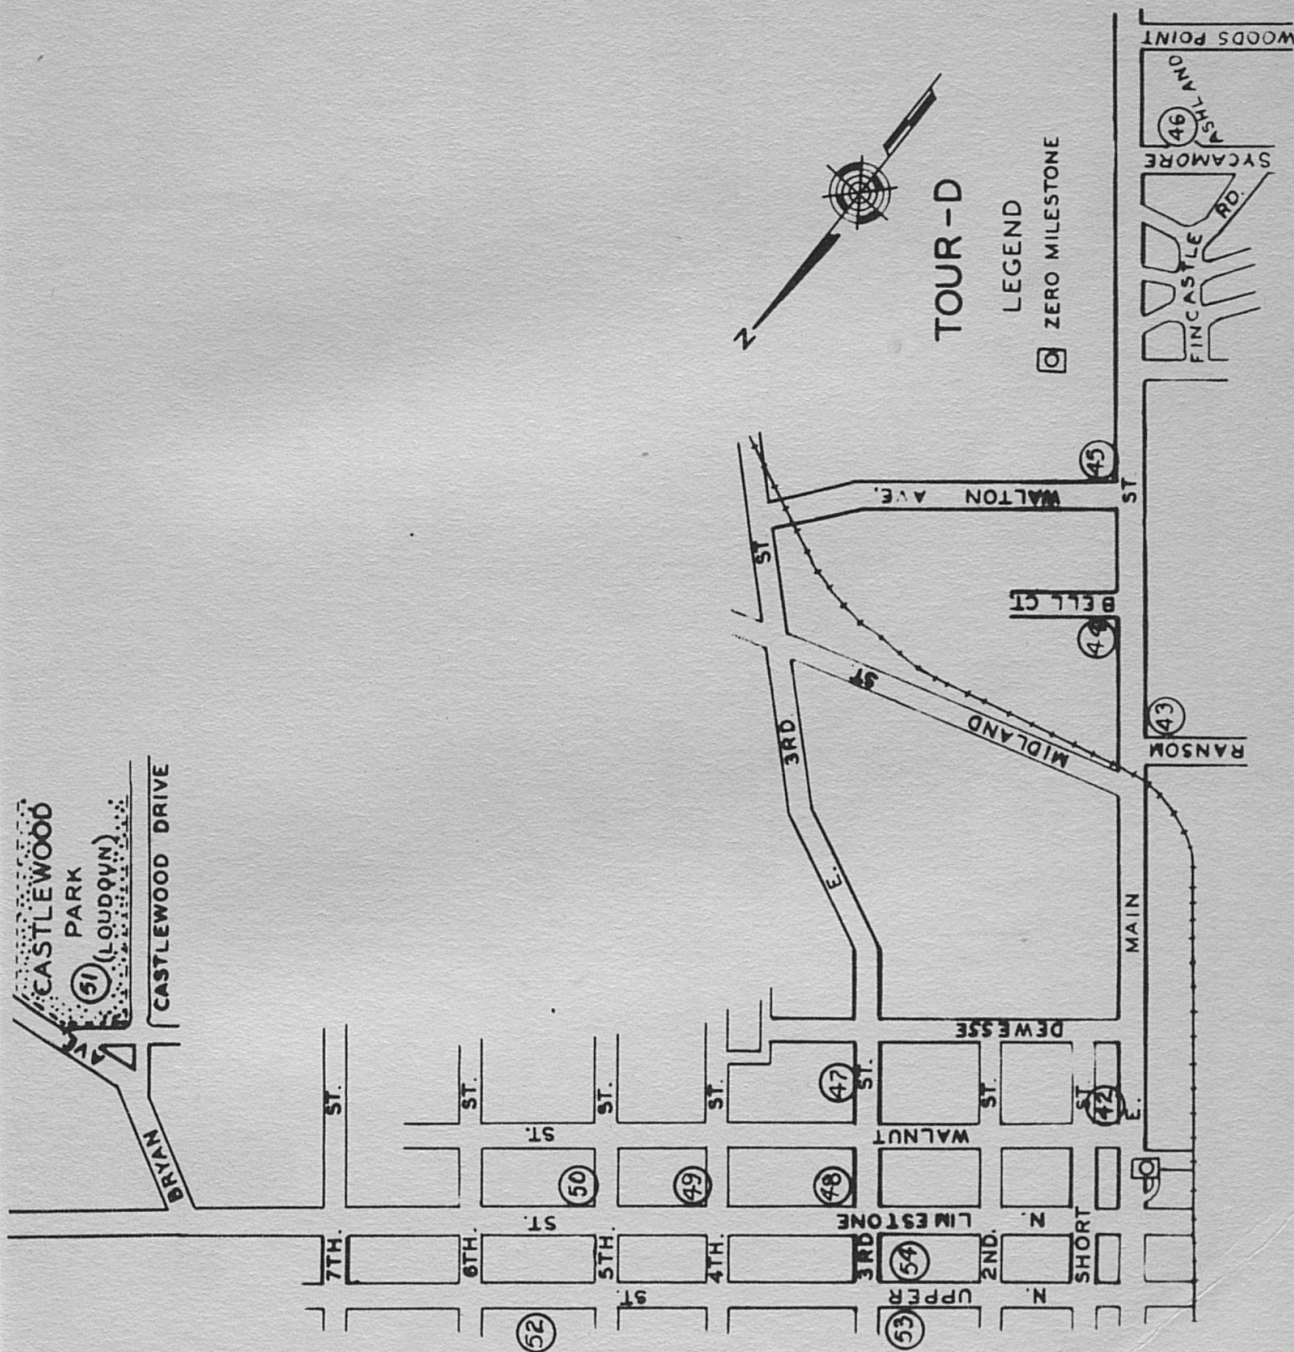 TOUR-D
LEGEND
ZERO MILESTONE
N
WOODS POINT
ASHLAND
46
SYCAMORE
FINCASTLE
RD.
45
WALTON AVE.
ST
BELL CT.
44
43
RANSOM
MIDLAND ST
3RD
ST
E.
MAIN
E.
CASTLEWOOD
PARK
(LOUDOUN)
51
CASTLEWOOD DRIVE
BRYAN
AVE
DEWESSE
47
42
WALNUT
ST.
50
49
48
N. LIMESTONE
ST.
54
N. UPPER
ST.
52
53
7TH. ST.
6TH. ST.
5TH. ST.
4TH. ST.
3RD ST.
2ND. ST.
SHORT ST.